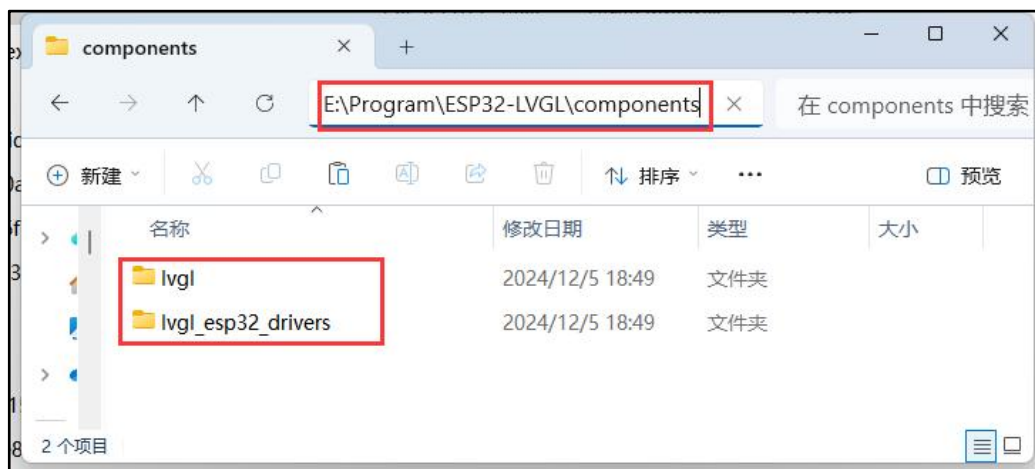 components
E:\Program\ESP32-LVGL\components 在 components 中搜索
新建 排序 预览
名称 修改日期 类型 大小
lvgl 2024/12/5 18:49 文件夹
lvgl_esp32_drivers 2024/12/5 18:49 文件夹
2 个项目